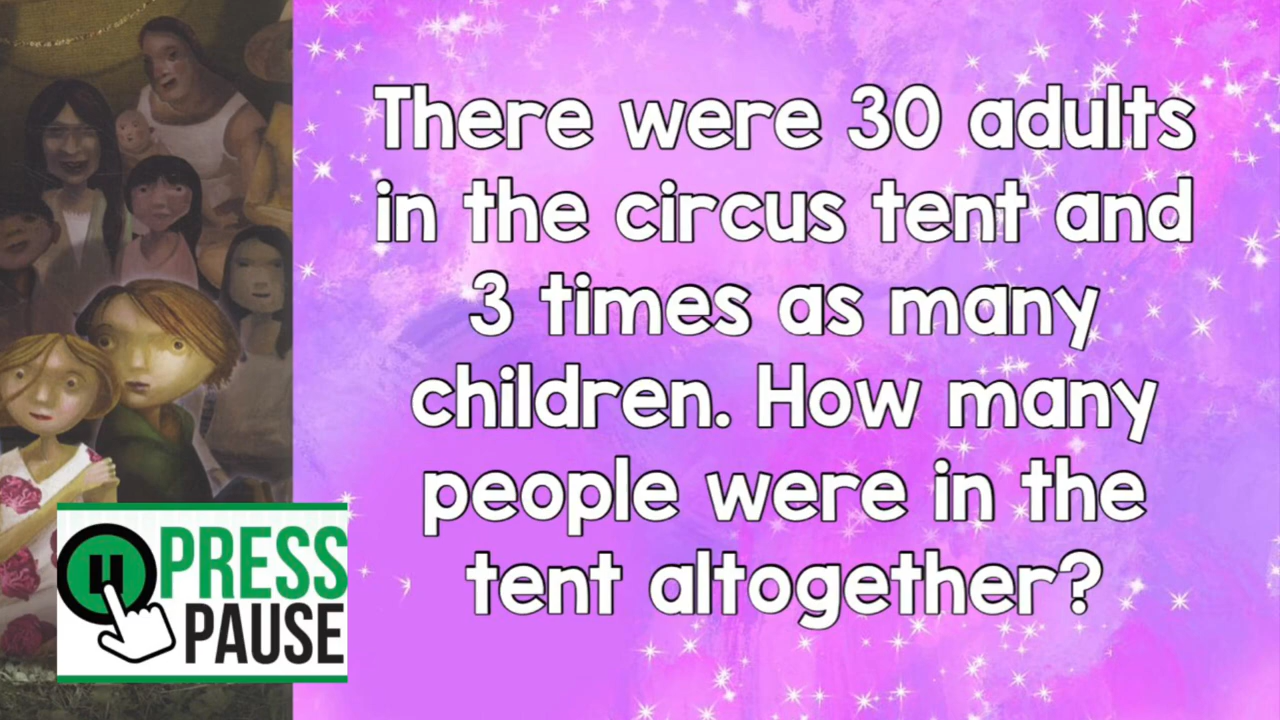 There were 30 adults
in the circus tent and
3 times as many
children. How many
people were in the
tent altogether?
PRESS
PAUSE